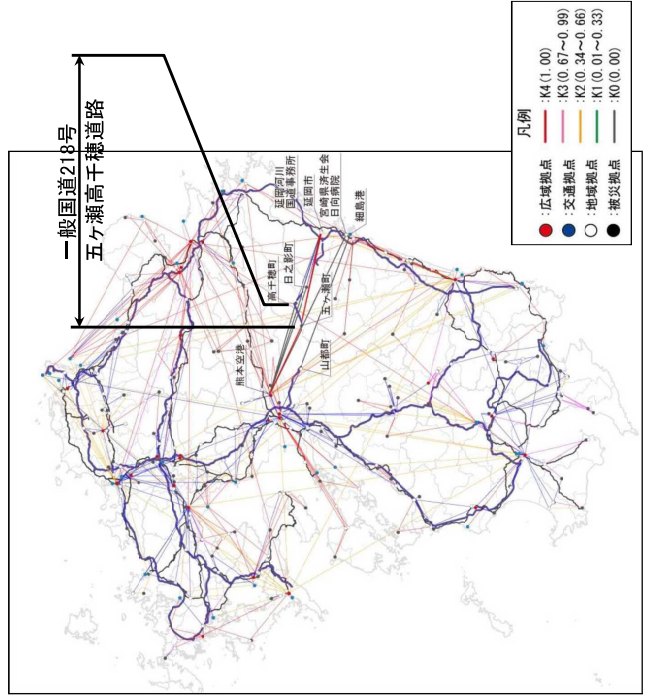 一般国道218号
五ヶ瀬高千穂道路
凡例
:広域拠点
:交通拠点
:地域拠点
:被災拠点
:K4(1.00)
:K3(0.67～0.99)
:K2(0.34～0.66)
:K1(0.01～0.33)
:K0(0.00)
延岡河川
国道事務所
延岡市
宮崎県済生会
日向病院
細島港
高千穂町
日之影町
五ヶ瀬町
山都町
熊本空港